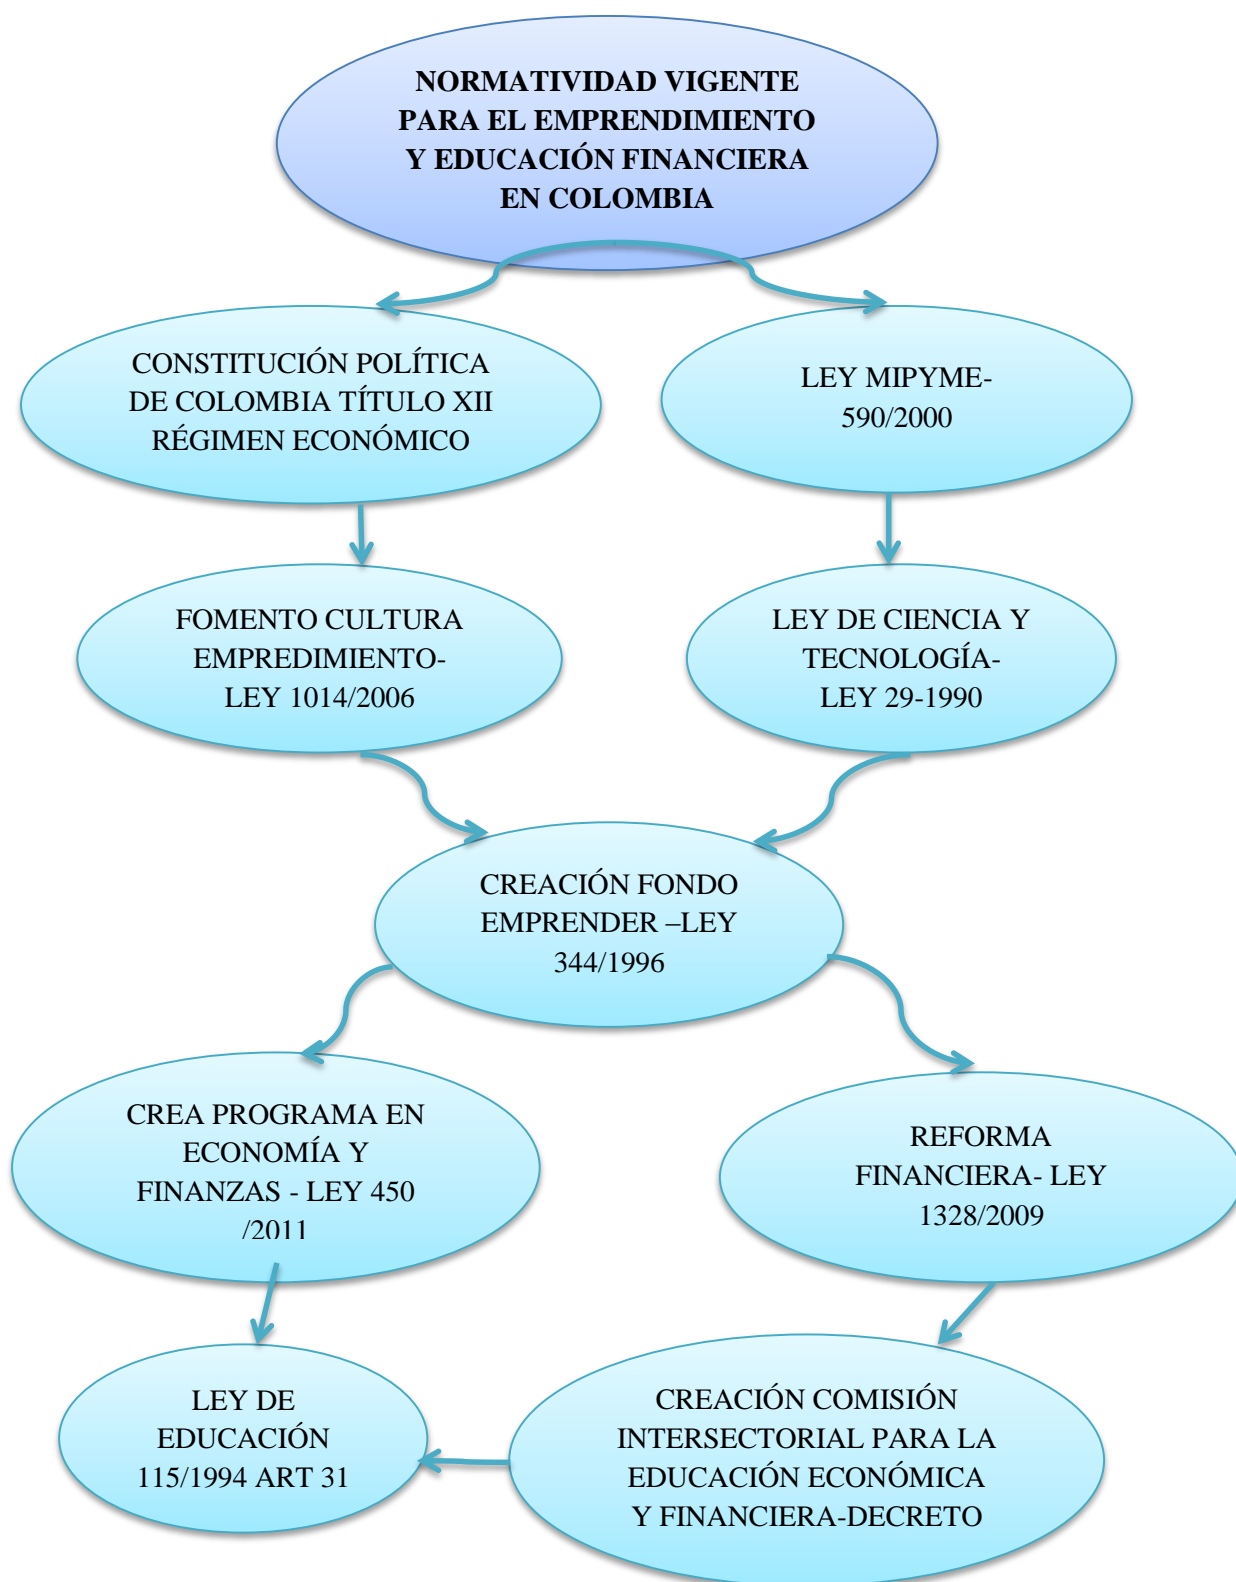 NORMATIVIDAD VIGENTE
PARA EL EMPRENDIMIENTO
Y EDUCACIÓN FINANCIERA
EN COLOMBIA
CONSTITUCIÓN POLÍTICA
DE COLOMBIA TÍTULO XII
RÉGIMEN ECONÓMICO
LEY MIPYME-
590/2000
FOMENTO CULTURA
EMPREDIMIENTO-
LEY 1014/2006
LEY DE CIENCIA Y
TECNOLOGÍA-
LEY 29-1990
CREACIÓN FONDO
EMPRENDER –LEY
344/1996
CREA PROGRAMA EN
ECONOMÍA Y
FINANZAS - LEY 450
/2011
REFORMA
FINANCIERA- LEY
1328/2009
LEY DE
EDUCACIÓN
115/1994 ART 31
CREACIÓN COMISIÓN
INTERSECTORIAL PARA LA
EDUCACIÓN ECONÓMICA
Y FINANCIERA-DECRETO